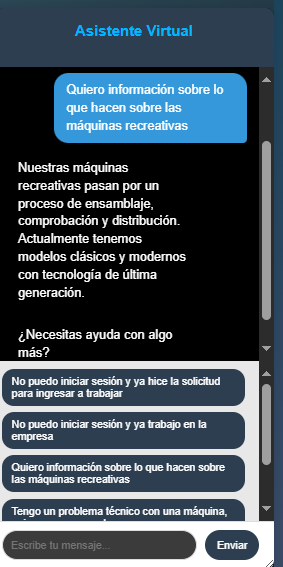 Asistente Virtual
Quiero información sobre lo
que hacen sobre las
máquinas recreativas
Nuestras máquinas
recreativas pasan por un
proceso de ensamblaje,
comprobación y distribución.
Actualmente tenemos
modelos clásicos y modernos
con tecnología de última
generación.
¿Necesitas ayuda con algo
más?
No puedo iniciar sesión y ya hice la solicitud
para ingresar a trabajar
No puedo iniciar sesión y ya trabajo en la
empresa
Quiero información sobre lo que hacen sobre
las máquinas recreativas
Tengo un problema técnico con una máquina,
Escribe tu mensaje...
Enviar